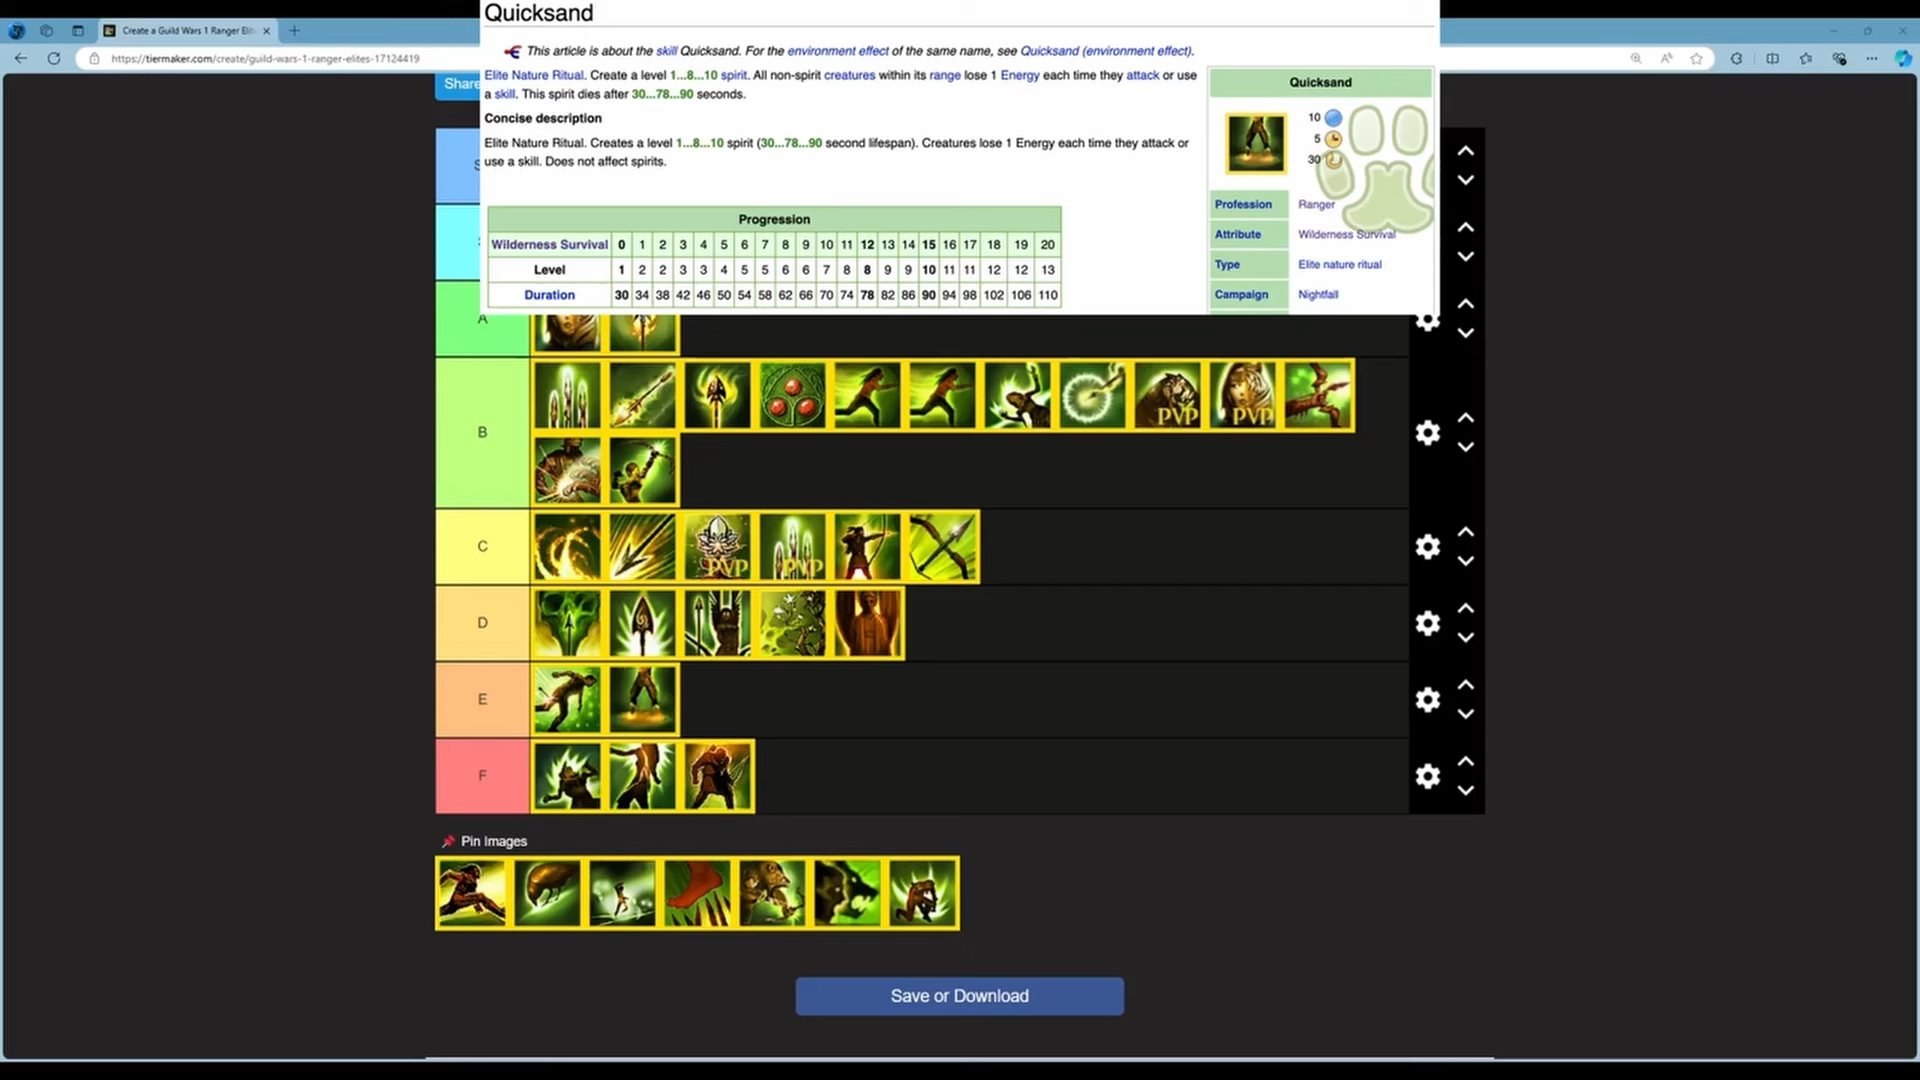 Create a Guild Wars 1 Ranger Elit
https://tiermaker.com/create/guild-wars-1-ranger-elites-17124419
Share
Quicksand
This article is about the skill Quicksand. For the environment effect of the same name, see Quicksand (environment effect).
Elite Nature Ritual. Create a level 1...8...10 spirit. All non-spirit creatures within its range lose 1 Energy each time they attack or use
a skill. This spirit dies after 30...78...90 seconds.
Concise description
Elite Nature Ritual. Creates a level 1...8...10 spirit (30...78...90 second lifespan). Creatures lose 1 Energy each time they attack or
use a skill. Does not affect spirits.
Progression
Wilderness Survival 0 1 2 3 4 5 6 7 8 9 10 11 12 13 14 15 16 17 18 19 20
Level 1 2 2 3 3 4 5 5 6 6 7 8 8 9 9 10 11 11 12 12 13
Duration 30 34 38 42 46 50 54 58 62 66 70 74 78 82 86 90 94 98 102 106 110
Quicksand
10
5
30
Profession Ranger
Attribute Wilderness Survival
Type Elite nature ritual
Campaign Nightfall
A
B
PVP
PVP
C
PVP
PVP
D
E
F
Pin Images
Save or Download